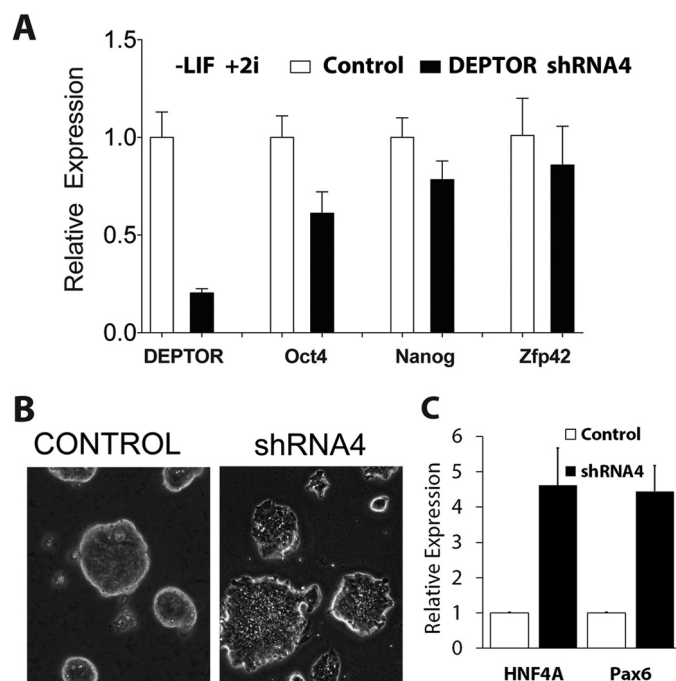 A
1.5
1.0
0.5
0.0
Relative Expression
-LIF +2i Control DEPTOR shRNA4
DEPTOR Oct4 Nanog Zfp42
B
CONTROL shRNA4
C
6
5
4
3
2
1
0
Relative Expression
Control
shRNA4
HNF4A Pax6